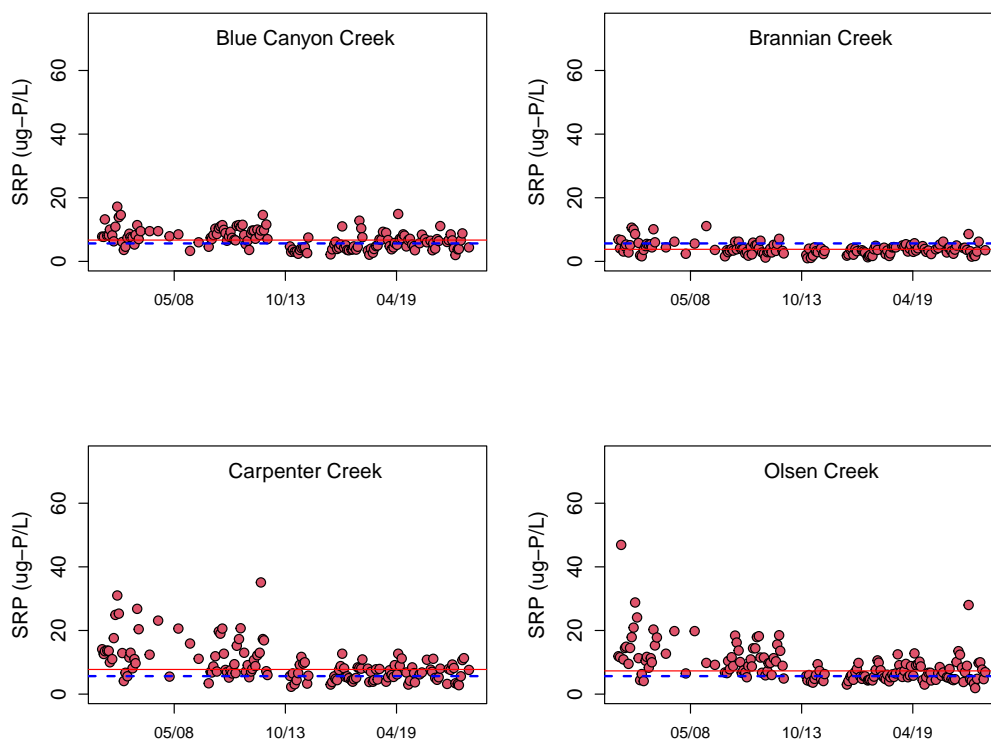 Blue Canyon Creek
SRP (ug−P/L)
60
40
20
0
05/08 10/13 04/19
Brannian Creek
SRP (ug−P/L)
60
40
20
0
05/08 10/13 04/19
Carpenter Creek
SRP (ug−P/L)
60
40
20
0
05/08 10/13 04/19
Olsen Creek
SRP (ug−P/L)
60
40
20
0
05/08 10/13 04/19